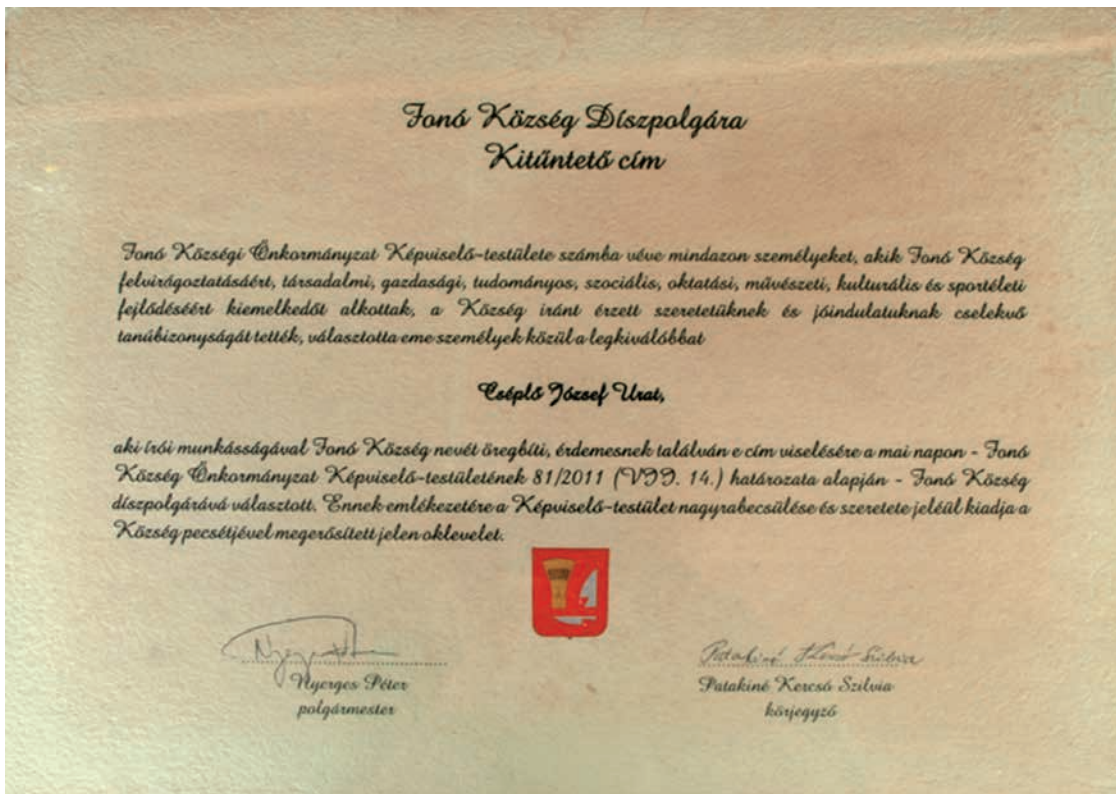 Fonó Község Díszpolgára
Kitűntető cím
Fonó Községi Önkormányzat Képviselő-testülete számba véve mindazon személyeket, akik Fonó Község
felvirágoztatásáért, társadalmi, gazdasági, tudományos, szociális, oktatási, művészeti, kulturális és sportéleti
fejlődéséért kiemelkedőt alkottak, a Község iránt érzett szeretetüknek és jóindulatuknak cselekvő
tanúbizonyságát tették, választotta eme személyek közül a legkiválóbbat
Cséplő József Urat,
aki írói munkásságával Fonó Község nevét öregbíti, érdemesnek találván e cím viselésére a mai napon - Fonó
Község Önkormányzat Képviselő-testületének 81/2011 (VII. 14.) határozata alapján - Fonó Község
díszpolgárává választott. Ennek emlékezetére a Képviselő-testület nagyrabecsülése és szeretete jeléül kiadja a
Község pecsétjével megerősített jelen oklevelet.
Patakiné Kercsó Szilvia
Nyerges Péter
polgármester
Patakiné Kercsó Szilvia
körjegyző